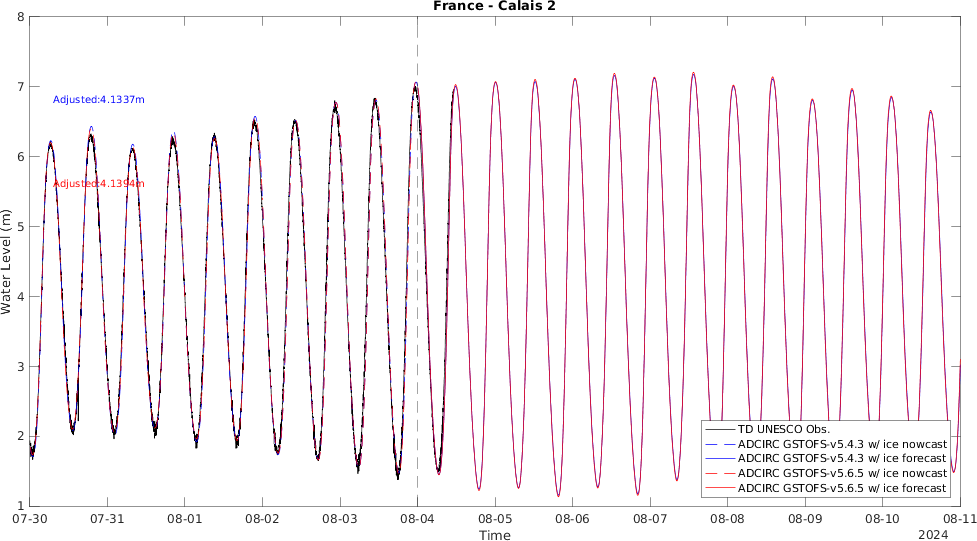 France - Calais 2
8
7
6
5
4
3
2
1
Water Level (m)
Adjusted:4.1337m
Adjusted:4.1394m
TD UNESCO Obs.
ADCIRC GSTOFS-v5.4.3 w/ ice nowcast
ADCIRC GSTOFS-v5.4.3 w/ ice forecast
ADCIRC GSTOFS-v5.6.5 w/ ice nowcast
ADCIRC GSTOFS-v5.6.5 w/ ice forecast
07-30 07-31 08-01 08-02 08-03 08-04 08-05 08-06 08-07 08-08 08-09 08-10 08-11
Time
2024